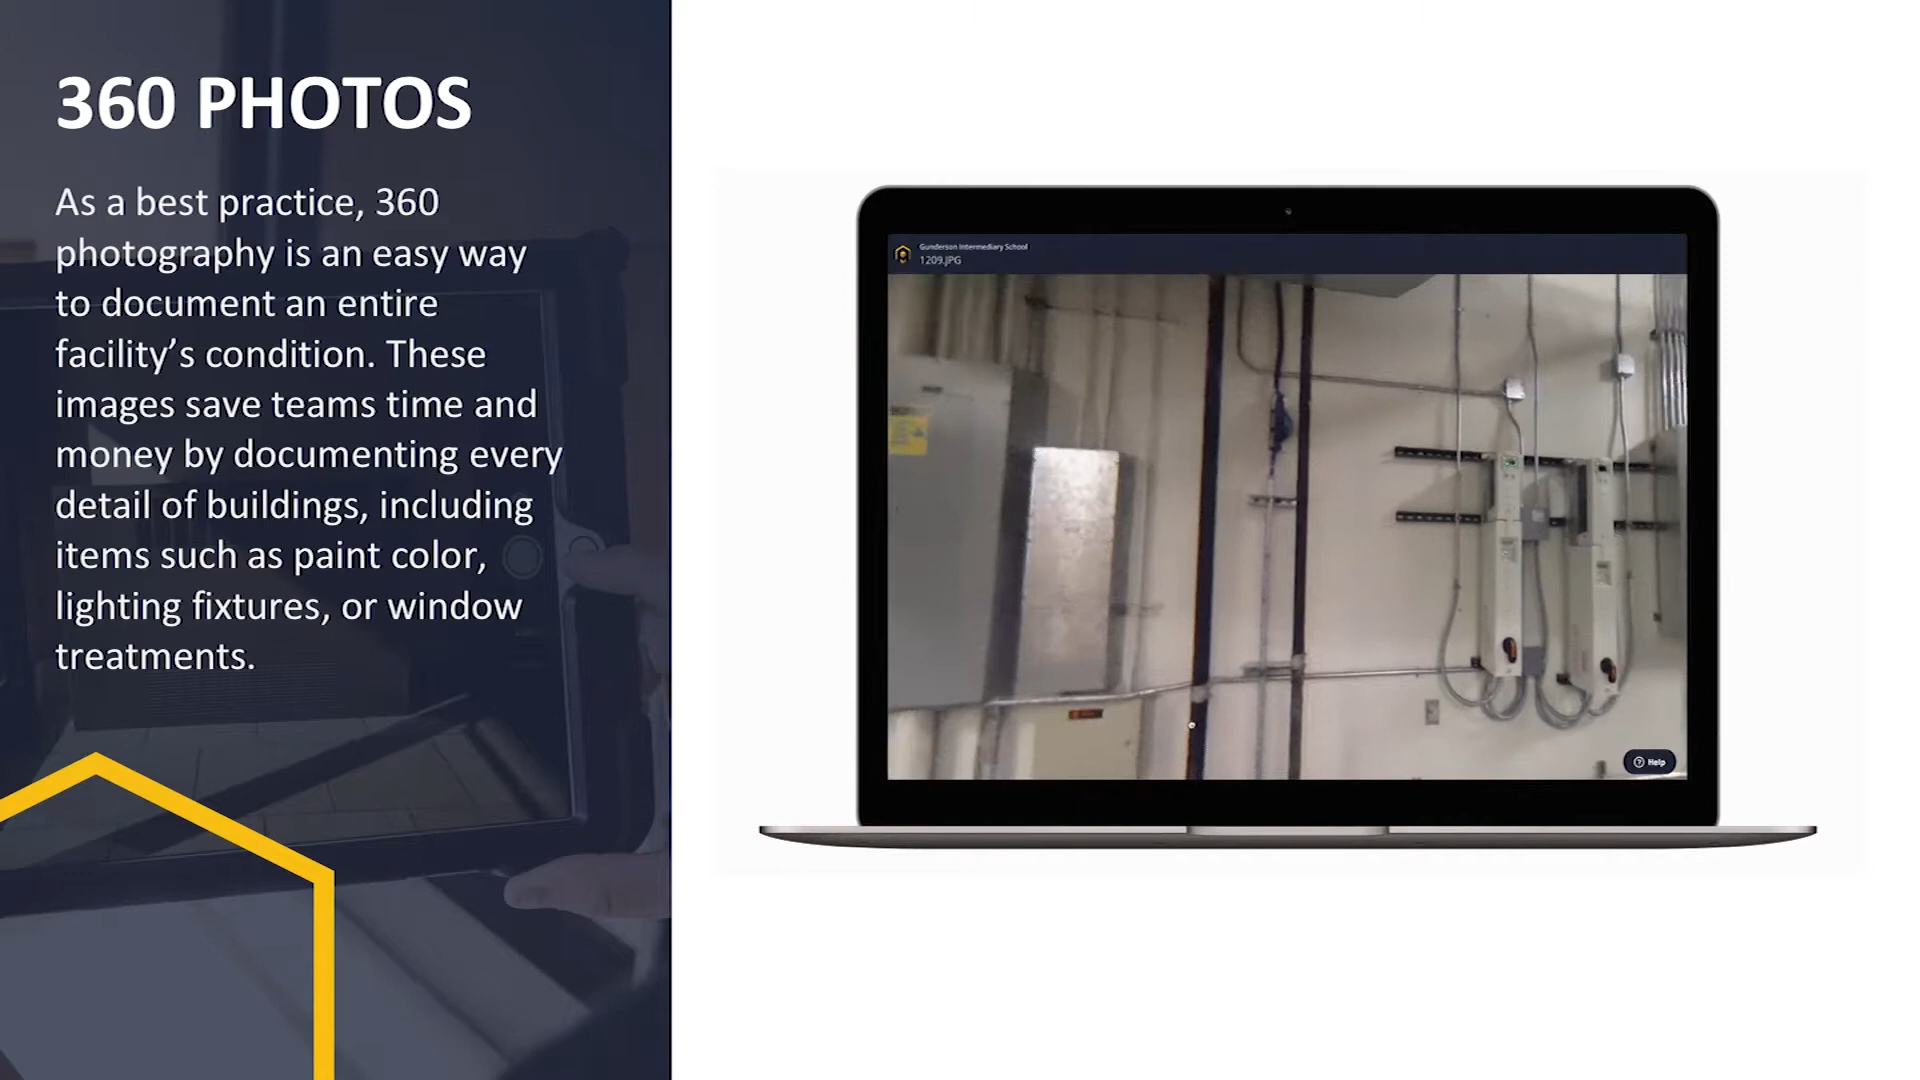 360 PHOTOS
As a best practice, 360
photography is an easy way
to document an entire
facility’s condition. These
images save teams time and
money by documenting every
detail of buildings, including
items such as paint color,
lighting fixtures, or window
treatments.
Gunderson Intermediary School
1209.JPG
Help